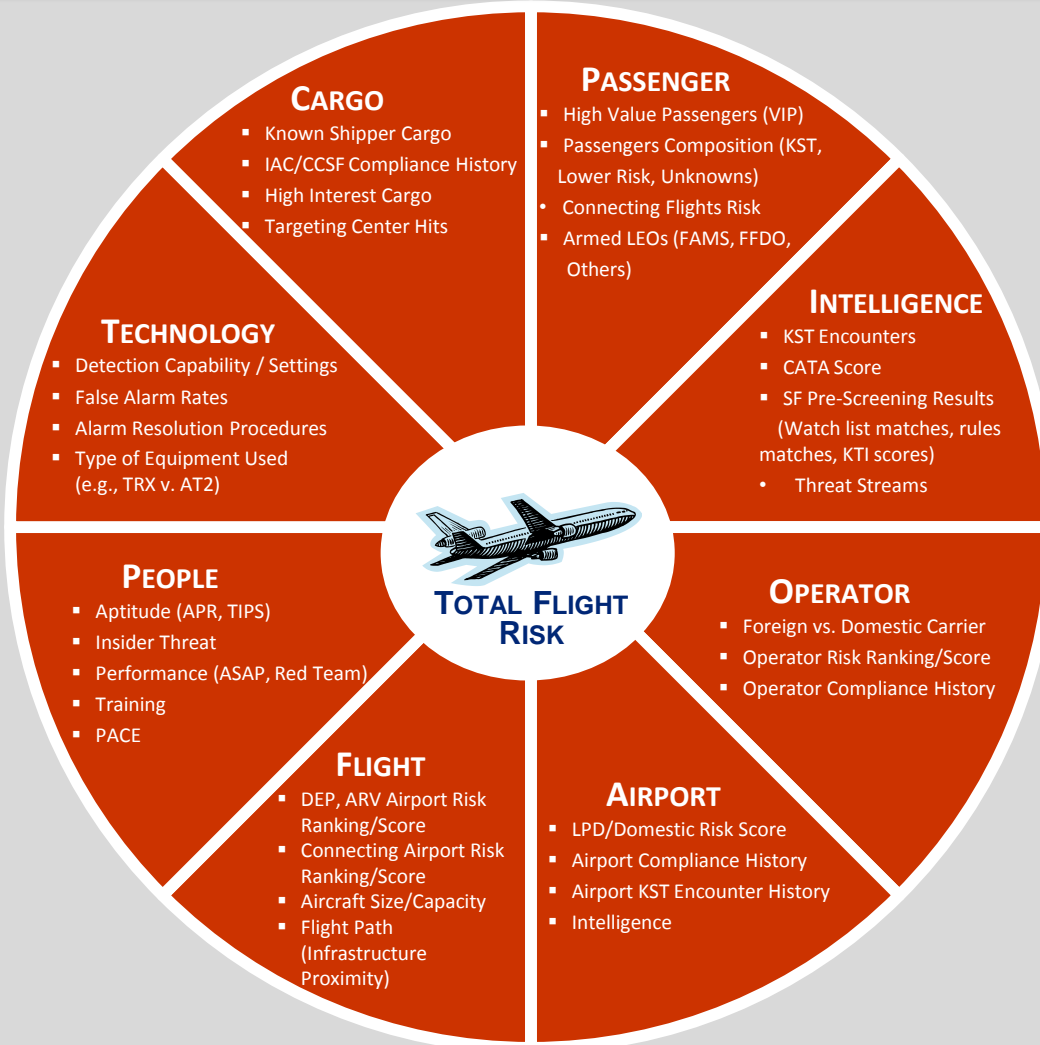 CARGO
▪ Known Shipper Cargo
▪ IAC/CCSF Compliance History
▪ High Interest Cargo
▪ Targeting Center Hits
PASSENGER
▪ High Value Passengers (VIP)
▪ Passengers Composition (KST,
Lower Risk, Unknowns)
• Connecting Flights Risk
▪ Armed LEOs (FAMS, FFDO,
Others)
INTELLIGENCE
▪ KST Encounters
▪ CATA Score
▪ SF Pre-Screening Results
(Watch list matches, rules
matches, KTI scores)
• Threat Streams
TECHNOLOGY
▪ Detection Capability / Settings
▪ False Alarm Rates
▪ Alarm Resolution Procedures
▪ Type of Equipment Used
(e.g., TRX v. AT2)
TOTAL FLIGHT
RISK
PEOPLE
▪ Aptitude (APR, TIPS)
▪ Insider Threat
▪ Performance (ASAP, Red Team)
▪ Training
▪ PACE
OPERATOR
▪ Foreign vs. Domestic Carrier
▪ Operator Risk Ranking/Score
▪ Operator Compliance History
FLIGHT
▪ DEP, ARV Airport Risk
Ranking/Score
▪ Connecting Airport Risk
Ranking/Score
▪ Aircraft Size/Capacity
▪ Flight Path
(Infrastructure
Proximity)
AIRPORT
▪ LPD/Domestic Risk Score
▪ Airport Compliance History
▪ Airport KST Encounter History
▪ Intelligence